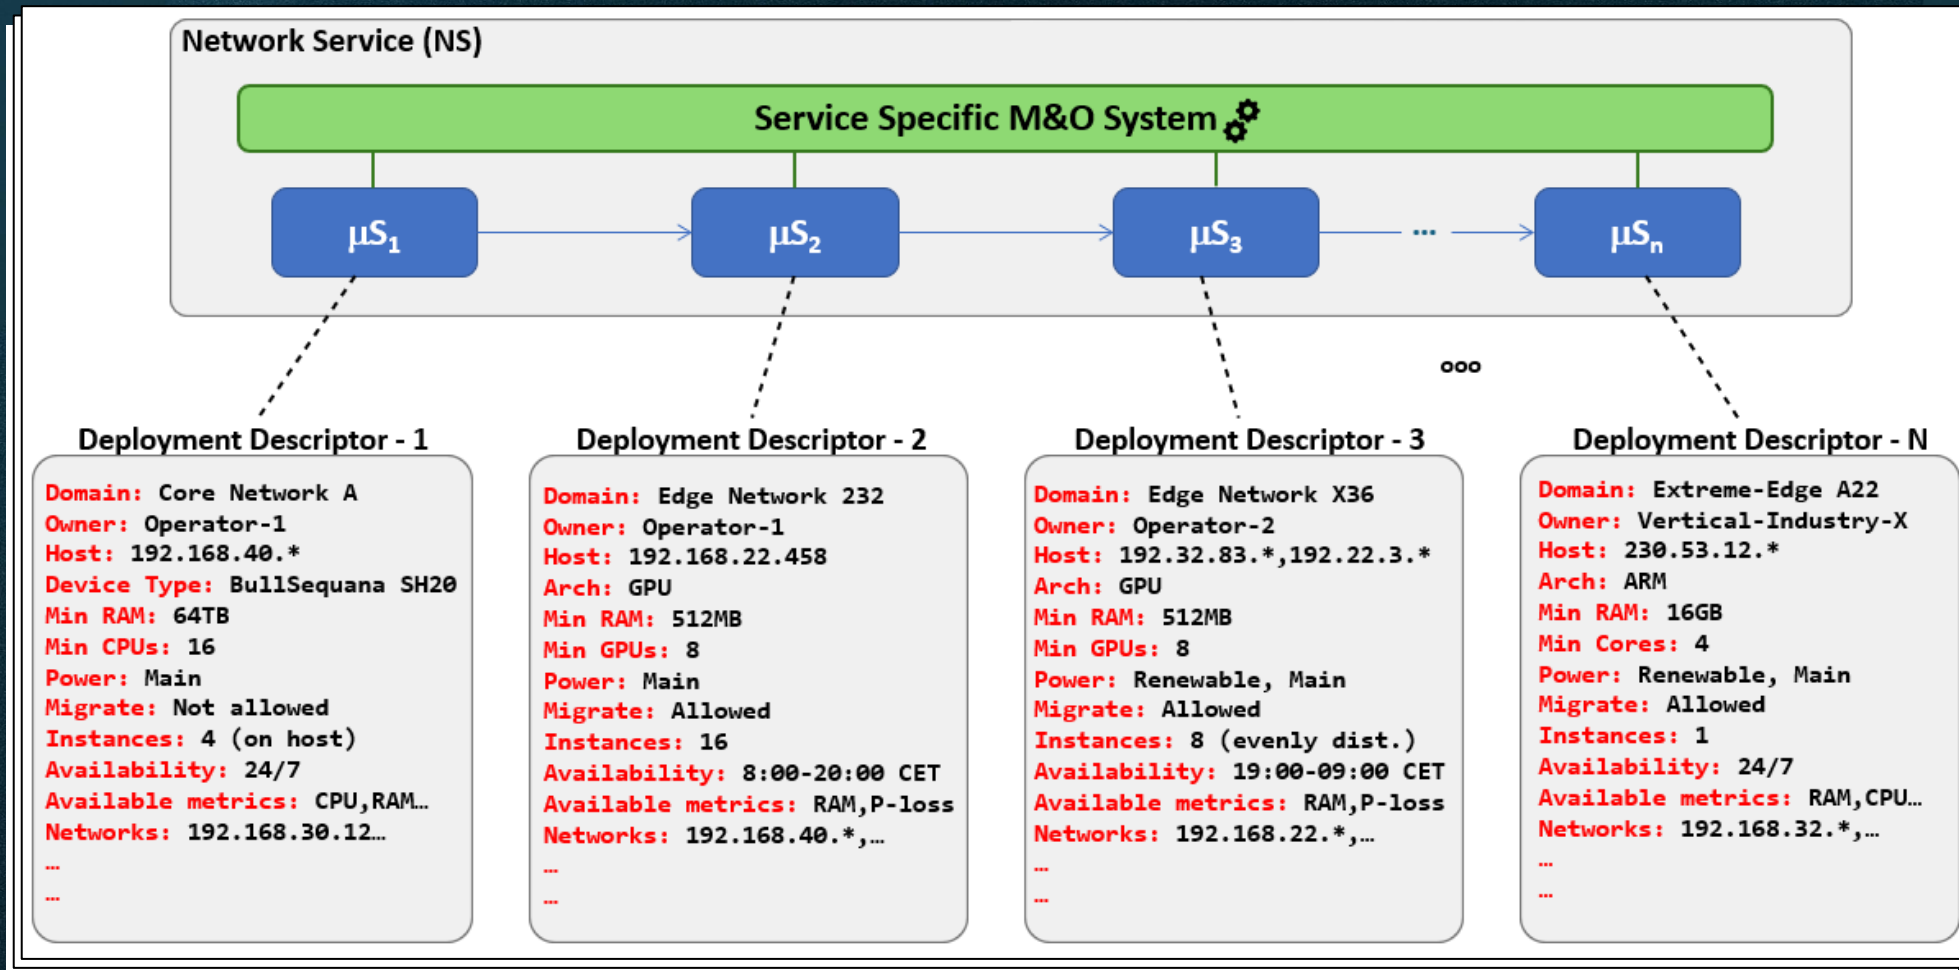 Network Service (NS)
Service Specific M&O System
μS1
μS2
μS3
...
μSn
ooo
Deployment Descriptor - 1
Domain: Core Network A
Owner: Operator-1
Host: 192.168.40.*
Device Type: BullSequana SH20
Min RAM: 64TB
Min CPUs: 16
Power: Main
Migrate: Not allowed
Instances: 4 (on host)
Availability: 24/7
Available metrics: CPU,RAM…
Networks: 192.168.30.12…
…
…
Deployment Descriptor - 2
Domain: Edge Network 232
Owner: Operator-1
Host: 192.168.22.458
Arch: GPU
Min RAM: 512MB
Min GPUs: 8
Power: Main
Migrate: Allowed
Instances: 16
Availability: 8:00-20:00 CET
Available metrics: RAM,P-loss
Networks: 192.168.40.*,…
…
…
Deployment Descriptor - 3
Domain: Edge Network X36
Owner: Operator-2
Host: 192.32.83.*,192.22.3.*
Arch: GPU
Min RAM: 512MB
Min GPUs: 8
Power: Renewable, Main
Migrate: Allowed
Instances: 8 (evenly dist.)
Availability: 19:00-09:00 CET
Available metrics: RAM,P-loss
Networks: 192.168.22.*,…
…
…
Deployment Descriptor - N
Domain: Extreme-Edge A22
Owner: Vertical-Industry-X
Host: 230.53.12.*
Arch: ARM
Min RAM: 16GB
Min Cores: 4
Power: Renewable, Main
Migrate: Allowed
Instances: 1
Availability: 24/7
Available metrics: RAM,CPU…
Networks: 192.168.32.*,…
…
…